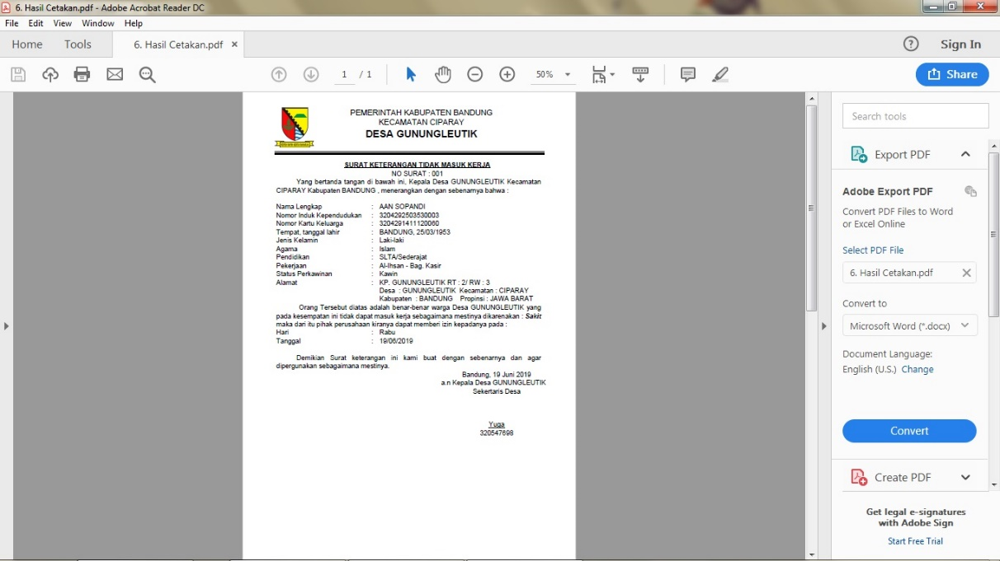 6. Hasil Cetakan.pdf - Adobe Acrobat Reader DC
File Edit View Window Help
Home Tools 6. Hasil Cetakan.pdf × Sign In
1 / 1 50% Share
PEMERINTAH KABUPATEN BANDUNG
KECAMATAN CIPARAY
DESA GUNUNGLEUTIK
SURAT KETERANGAN TIDAK MASUK KERJA
NO SURAT : 001
Yang bertanda tangan di bawah ini, Kepala Desa GUNUNGLEUTIK Kecamatan
CIPARAY Kabupaten BANDUNG , menerangkan dengan sebenarnya bahwa :
Nama Lengkap : AAN SOPANDI
Nomor Induk Kependudukan : 3204292503530003
Nomor Kartu Keluarga : 3204291411120060
Tempat, tanggal lahir : BANDUNG, 25/03/1953
Jenis Kelamin : Laki-laki
Agama : Islam
Pendidikan : SLTA/Sederajat
Pekerjaan : Al-Ihsan - Bag. Kasir
Status Perkawinan : Kawin
Alamat : KP. GUNUNGLEUTIK RT : 2/ RW : 3
Desa : GUNUNGLEUTIK Kecamatan : CIPARAY
Kabupaten : BANDUNG Propinsi : JAWA BARAT
Orang Tersebut diatas adalah benar-benar warga Desa GUNUNGLEUTIK yang
pada kesempatan ini tidak dapat masuk kerja sebagaimana mestinya dikarenakan : Sakit
maka dari itu pihak perusahaan kiranya dapat memberi izin kepadanya pada :
Hari : Rabu
Tanggal : 19/06/2019
Demikian Surat keterangan ini kami buat dengan sebenarnya dan agar
dipergunakan sebagaimana mestinya.
Bandung, 19 Juni 2019
a.n Kepala Desa GUNUNGLEUTIK
Sekertaris Desa
Yuga
320547698
Search tools
Export PDF
Adobe Export PDF
Convert PDF Files to Word
or Excel Online
Select PDF File
6. Hasil Cetakan.pdf
Convert to
Microsoft Word (*.docx)
Document Language:
English (U.S.) Change
Convert
Create PDF
Get legal e-signatures
with Adobe Sign
Start Free Trial